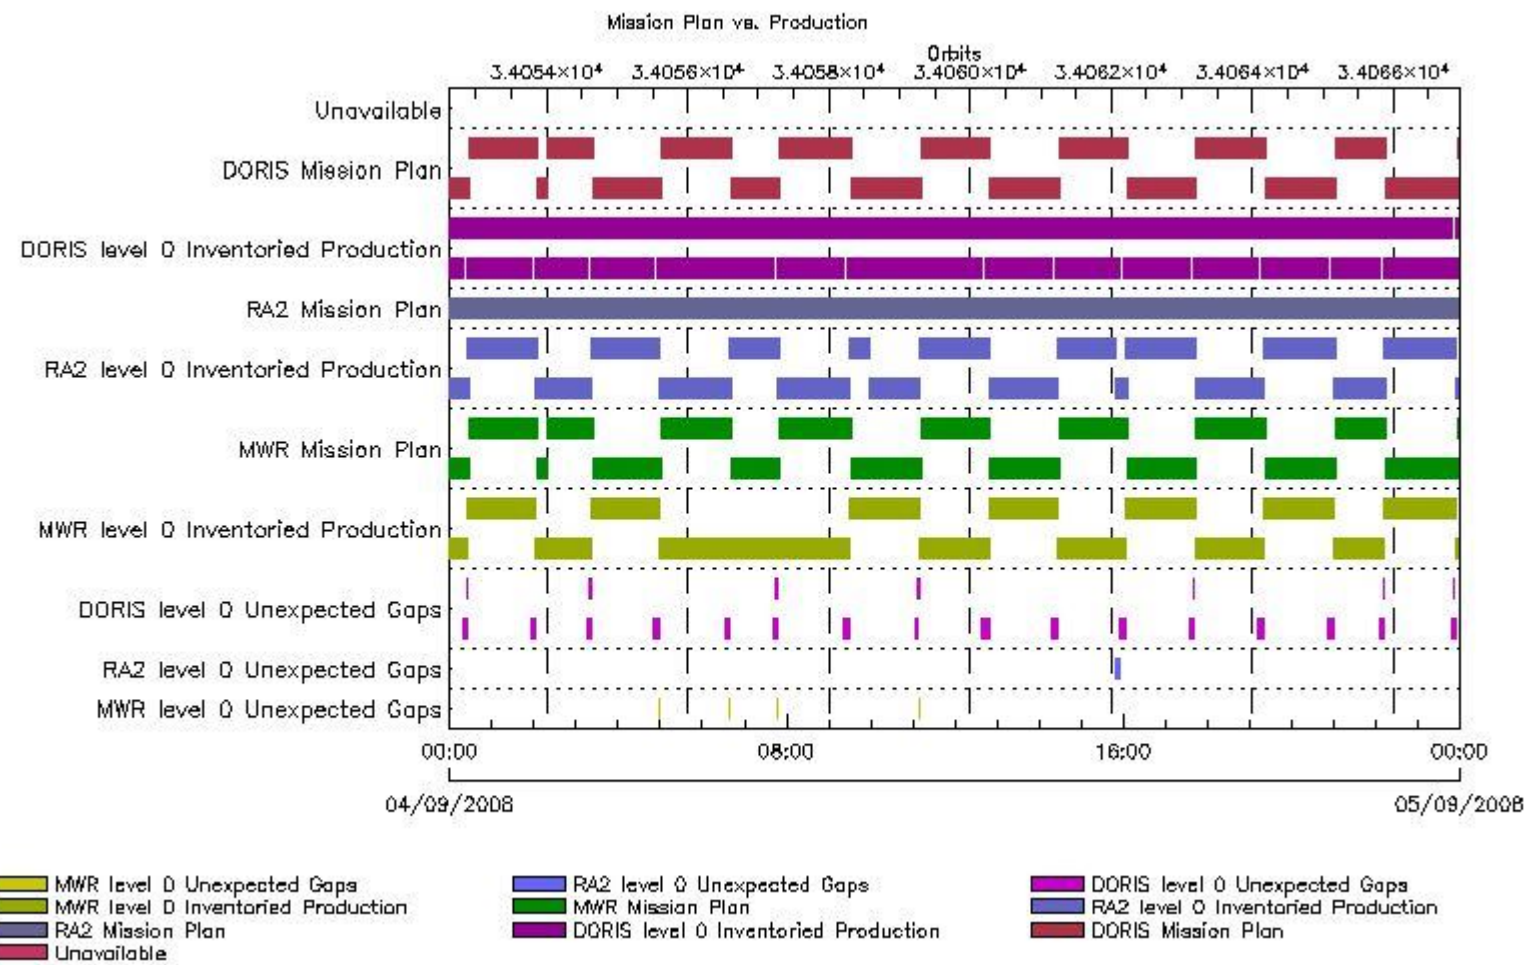 Mission Plan vs. Production
Orbits
3.4054×10⁴ 3.4056×10⁴ 3.4058×10⁴ 3.4060×10⁴ 3.4062×10⁴ 3.4064×10⁴ 3.4066×10⁴
Unavailable
DORIS Mission Plan
DORIS level 0 Inventoried Production
RA2 Mission Plan
RA2 level 0 Inventoried Production
MWR Mission Plan
MWR level 0 Inventoried Production
DORIS level 0 Unexpected Gaps
RA2 level 0 Unexpected Gaps
MWR level 0 Unexpected Gaps
00:00 08:00 16:00 00:00
04/09/2008 05/09/2008
MWR level 0 Unexpected Gaps RA2 level 0 Unexpected Gaps DORIS level 0 Unexpected Gaps
MWR level 0 Inventoried Production MWR Mission Plan RA2 level 0 Inventoried Production
RA2 Mission Plan DORIS level 0 Inventoried Production DORIS Mission Plan
Unavailable